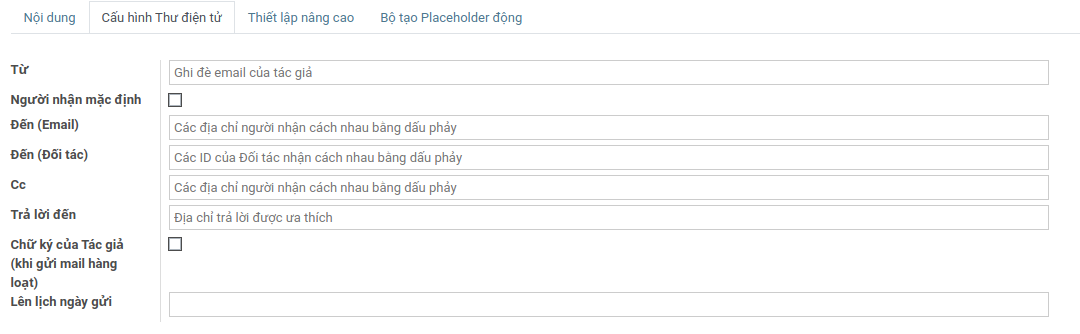 Nội dung
Cấu hình Thư điện tử
Thiết lập nâng cao
Bộ tạo Placeholder động
Từ
Ghi đè email của tác giả
Người nhận mặc định
Đến (Email)
Các địa chỉ người nhận cách nhau bằng dấu phảy
Đến (Đối tác)
Các ID của Đối tác nhận cách nhau bằng dấu phảy
Cc
Các địa chỉ người nhận cách nhau bằng dấu phảy
Trả lời đến
Địa chỉ trả lời được ưa thích
Chữ ký của Tác giả
(khi gửi mail hàng
loạt)
Lên lịch ngày gửi